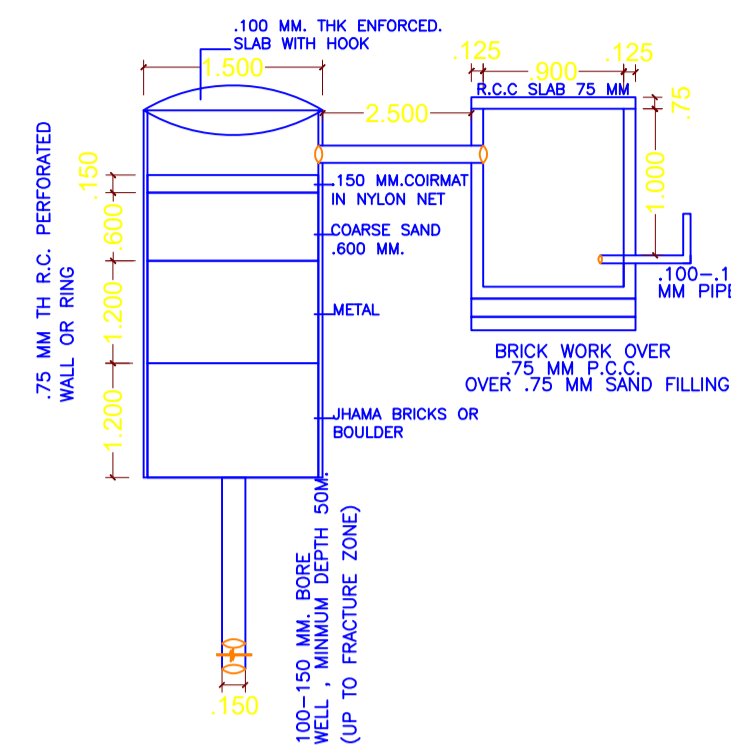 .100 MM. THK ENFORCED.
SLAB WITH HOOK
1.500
.125
.900
.125
R.C.C SLAB 75 MM
.75
2.500
1.000
.75 MM TH R.C. PERFORATED
WALL OR RING
.150
.600
1.200
1.200
.150 MM.COIRMAT
IN NYLON NET
COARSE SAND
.600 MM.
METAL
JHAMA BRICKS OR
BOULDER
.100-.1
MM PIPE
BRICK WORK OVER
.75 MM P.C.C.
OVER .75 MM SAND FILLING
100-150 MM. BORE
WELL , MINMUM DEPTH 50M.
(UP TO FRACTURE ZONE)
.150